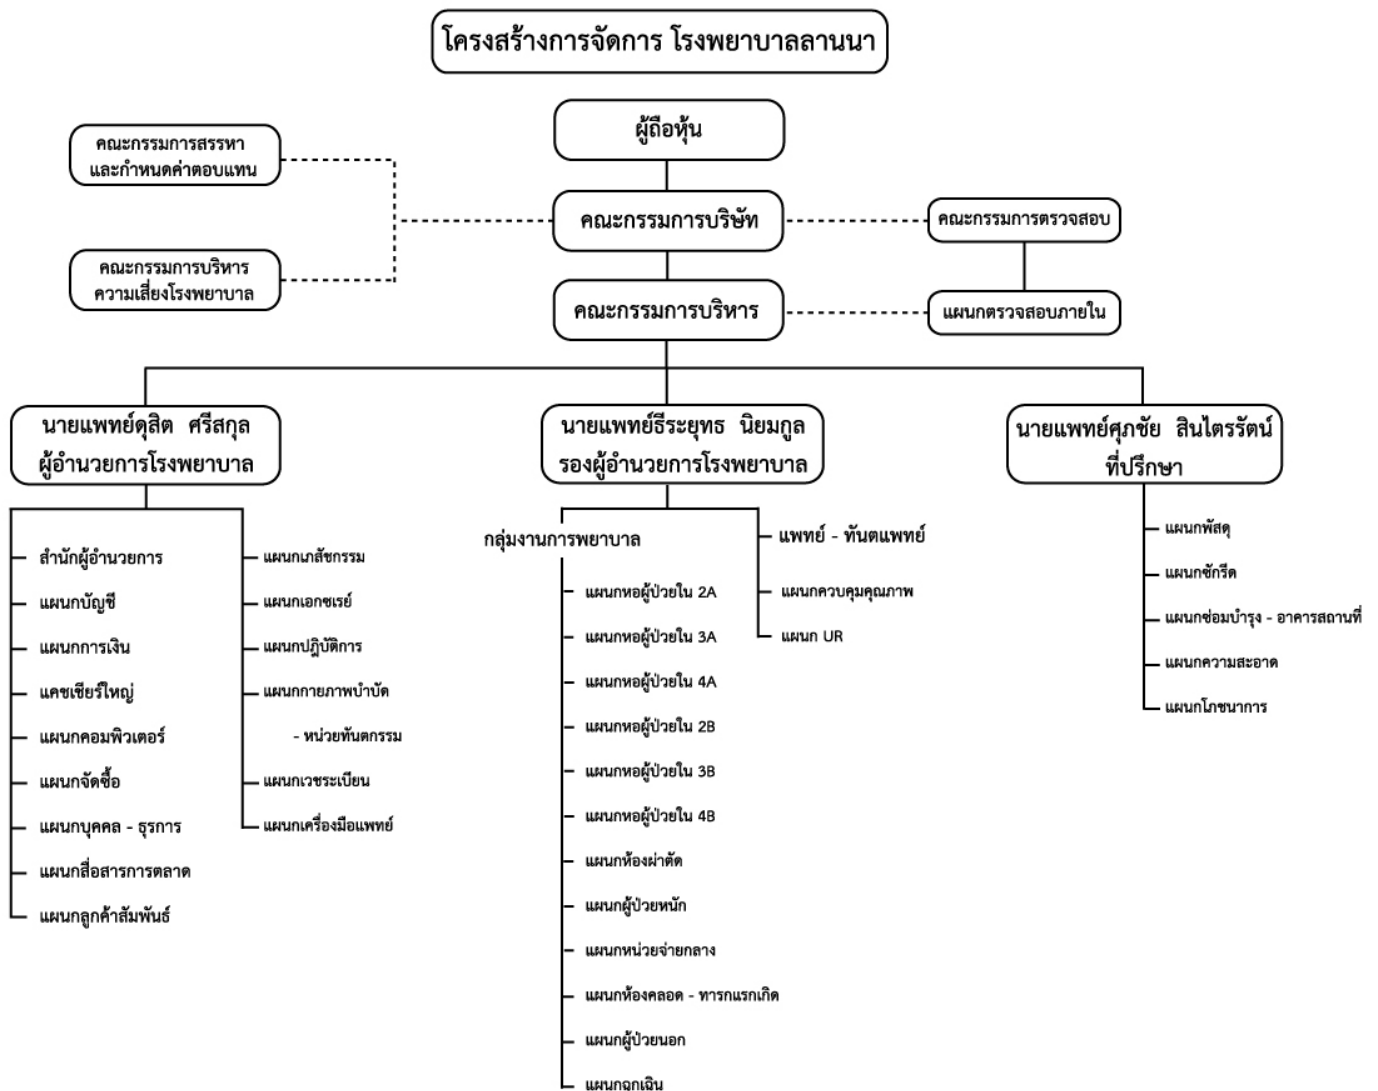 โครงสร้างการจัดการ โรงพยาบาลลานนา
ผู้ถือหุ้น
คณะกรรมการสรรหา
และกำหนดค่าตอบแทน
คณะกรรมการบริษัท
คณะกรรมการตรวจสอบ
คณะกรรมการบริหาร
ความเสี่ยงโรงพยาบาล
คณะกรรมการบริหาร
แผนกตรวจสอบภายใน
นายแพทย์ดุสิต ศรีสกุล
ผู้อำนวยการโรงพยาบาล
สำนักผู้อำนวยการ
แผนกบัญชี
แผนกการเงิน
แคชเชียร์ใหญ่
แผนกคอมพิวเตอร์
แผนกจัดซื้อ
แผนกบุคคล - ธุรการ
แผนกสื่อสารการตลาด
แผนกลูกค้าสัมพันธ์
แผนกเภสัชกรรม
แผนกเอกซเรย์
แผนกปฎิบัติการ
แผนกกายภาพบำบัด
- หน่วยทันตกรรม
แผนกเวชระเบียน
แผนกเครื่องมือแพทย์
นายแพทย์ธีระยุทธ นิยมกูล
รองผู้อำนวยการโรงพยาบาล
กลุ่มงานการพยาบาล
แผนกหอผู้ป่วยใน 2A
แผนกหอผู้ป่วยใน 3A
แผนกหอผู้ป่วยใน 4A
แผนกหอผู้ป่วยใน 2B
แผนกหอผู้ป่วยใน 3B
แผนกหอผู้ป่วยใน 4B
แผนกห้องผ่าตัด
แผนกผู้ป่วยหนัก
แผนกหน่วยจ่ายกลาง
แผนกห้องคลอด - ทารกแรกเกิด
แผนกผู้ป่วยนอก
แผนกฉุกเฉิน
แพทย์ - ทันตแพทย์
แผนกควบคุมคุณภาพ
แผนก UR
นายแพทย์ศุภชัย สินไตรรัตน์
ที่ปรึกษา
แผนกพัสดุ
แผนกซักรีด
แผนกซ่อมบำรุง - อาคารสถานที่
แผนกความสะอาด
แผนกโภชนาการ